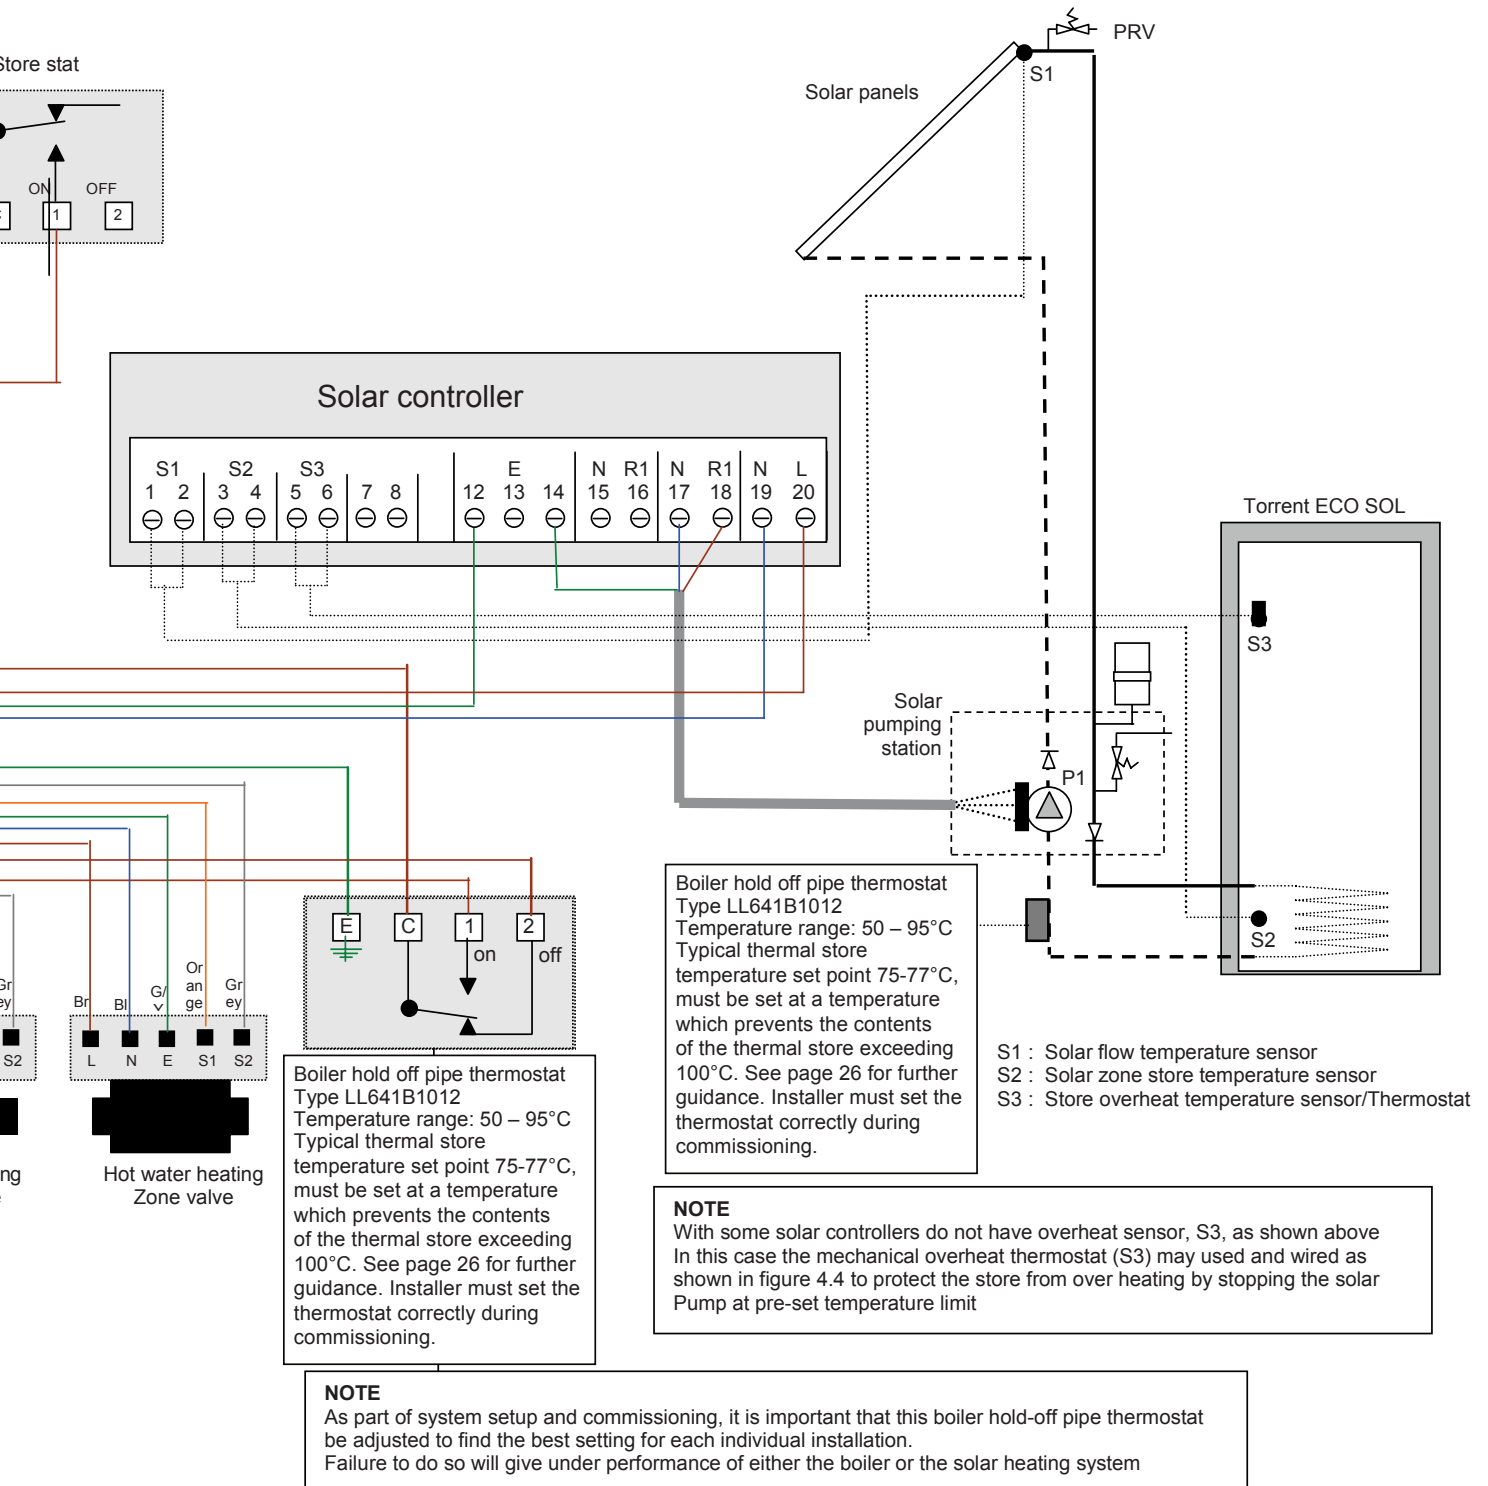 PRV
Store stat
S1
Solar panels
ON OFF
1 2
Solar controller
S1 S2 S3 E N R1 N R1 N L
1 2 3 4 5 6 7 8 12 13 14 15 16 17 18 19 20
Torrent ECO SOL
S3
Solar
pumping
station
P1
Boiler hold off pipe thermostat
Type LL641B1012
Temperature range: 50 – 95°C
Typical thermal store
temperature set point 75-77°C,
must be set at a temperature
which prevents the contents
of the thermal store exceeding
100°C. See page 26 for further
guidance. Installer must set the
thermostat correctly during
commissioning.
S2
E C 1 2
on off
Gr
ey
Br
Bl
G/
Y
Or
an
ge
Gr
ey
S2
L N E S1 S2
S1 : Solar flow temperature sensor
S2 : Solar zone store temperature sensor
S3 : Store overheat temperature sensor/Thermostat
Boiler hold off pipe thermostat
Type LL641B1012
Temperature range: 50 – 95°C
Typical thermal store
temperature set point 75-77°C,
must be set at a temperature
which prevents the contents
of the thermal store exceeding
100°C. See page 26 for further
guidance. Installer must set the
thermostat correctly during
commissioning.
Hot water heating
Zone valve
NOTE
With some solar controllers do not have overheat sensor, S3, as shown above
In this case the mechanical overheat thermostat (S3) may used and wired as
shown in figure 4.4 to protect the store from over heating by stopping the solar
Pump at pre-set temperature limit
NOTE
As part of system setup and commissioning, it is important that this boiler hold-off pipe thermostat
be adjusted to find the best setting for each individual installation.
Failure to do so will give under performance of either the boiler or the solar heating system